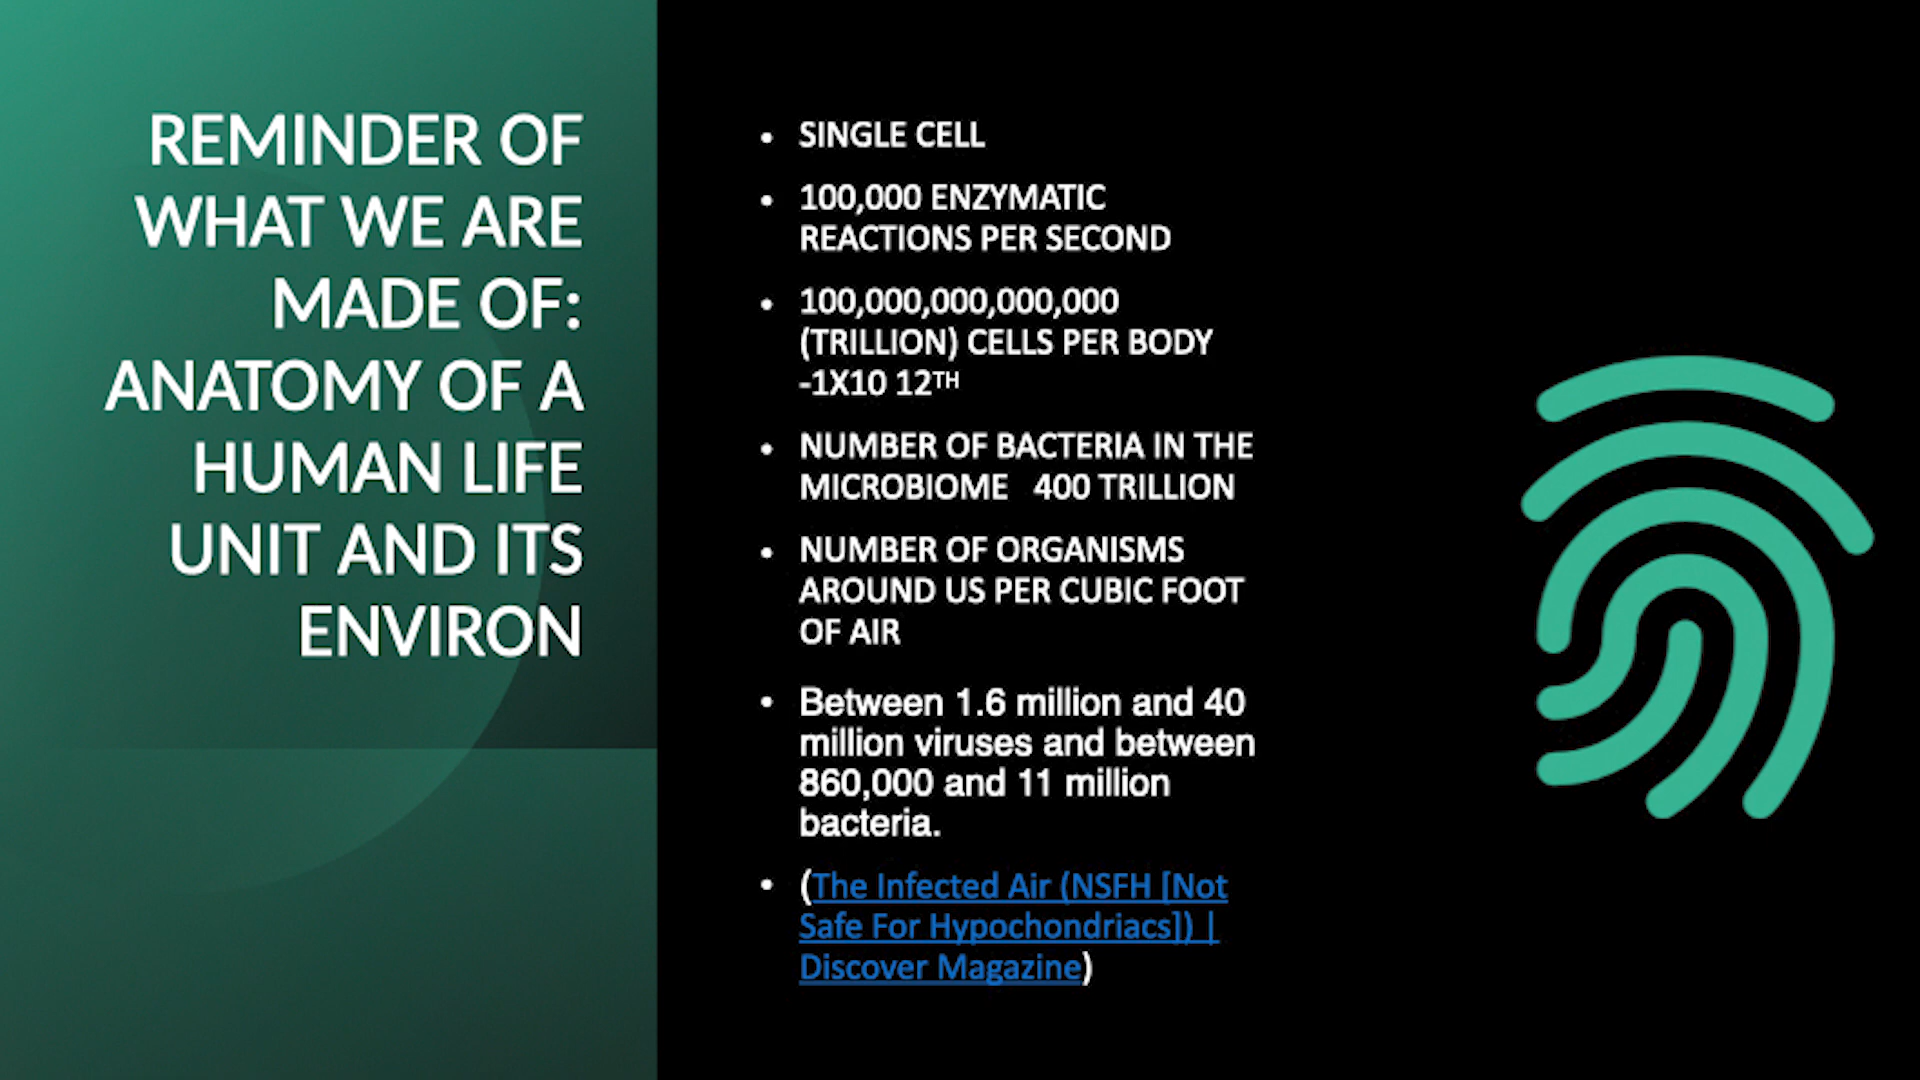 REMINDER OF
WHAT WE ARE
MADE OF:
ANATOMY OF A
HUMAN LIFE
UNIT AND ITS
ENVIRON
• SINGLE CELL
• 100,000 ENZYMATIC
REACTIONS PER SECOND
• 100,000,000,000,000
(TRILLION) CELLS PER BODY
-1X10 12TH
• NUMBER OF BACTERIA IN THE
MICROBIOME 400 TRILLION
• NUMBER OF ORGANISMS
AROUND US PER CUBIC FOOT
OF AIR
• Between 1.6 million and 40
million viruses and between
860,000 and 11 million
bacteria.
• (The Infected Air (NSFH [Not
Safe For Hypochondriacs]) |
Discover Magazine)